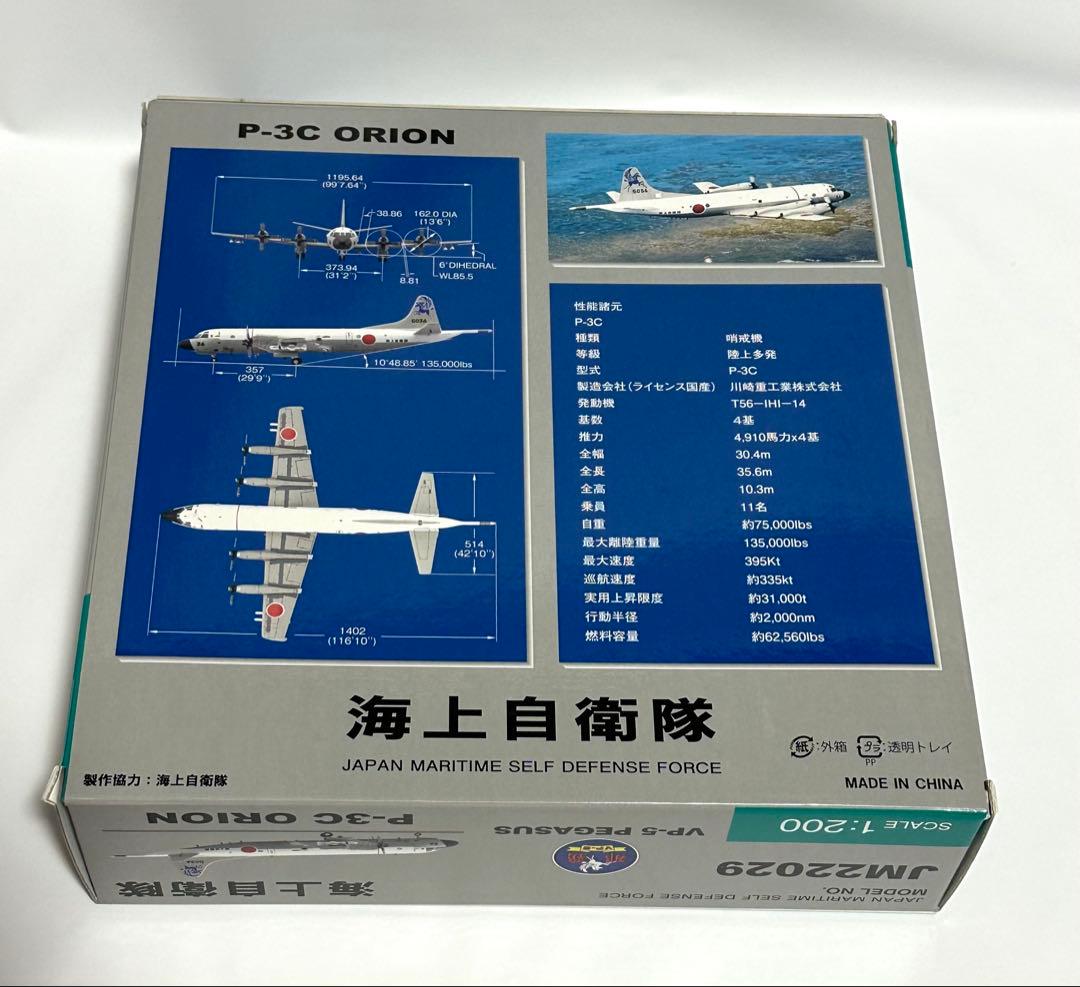 P-3C ORION
1195.64
(99'7.64")
38.86
162.0 DIA
(13'6")
373.94
(31'2")
8.81
6°DIHEDRAL
WL85.5
5034
34
5034
357
(29'9")
10°48.85' 135,000lbs
514
(42'10")
1402
(116'10")
性能諸元
P-3C
種類 哨戒機
等級 陸上多発
型式 P-3C
製造会社(ライセンス国産) 川崎重工業株式会社
発動機 T56-IHI-14
基数 4基
推力 4,910馬力x4基
全幅 30.4m
全長 35.6m
全高 10.3m
乗員 11名
自重 約75,000lbs
最大離陸重量 135,000lbs
最大速度 395Kt
巡航速度 約335kt
実用上昇限度 約31,000t
行動半径 約2,000nm
燃料容量 約62,560lbs
海上自衛隊
JAPAN MARITIME SELF DEFENSE FORCE
紙:外箱 プラ:透明トレイ
PP
製作協力:海上自衛隊
MADE IN CHINA
SCALE 1:200
P-3C ORION
VP-5 PEGASUS
VP-5
海上自衛隊
JAPAN MARITIME SELF DEFENSE FORCE
MODEL NO.
JM22029